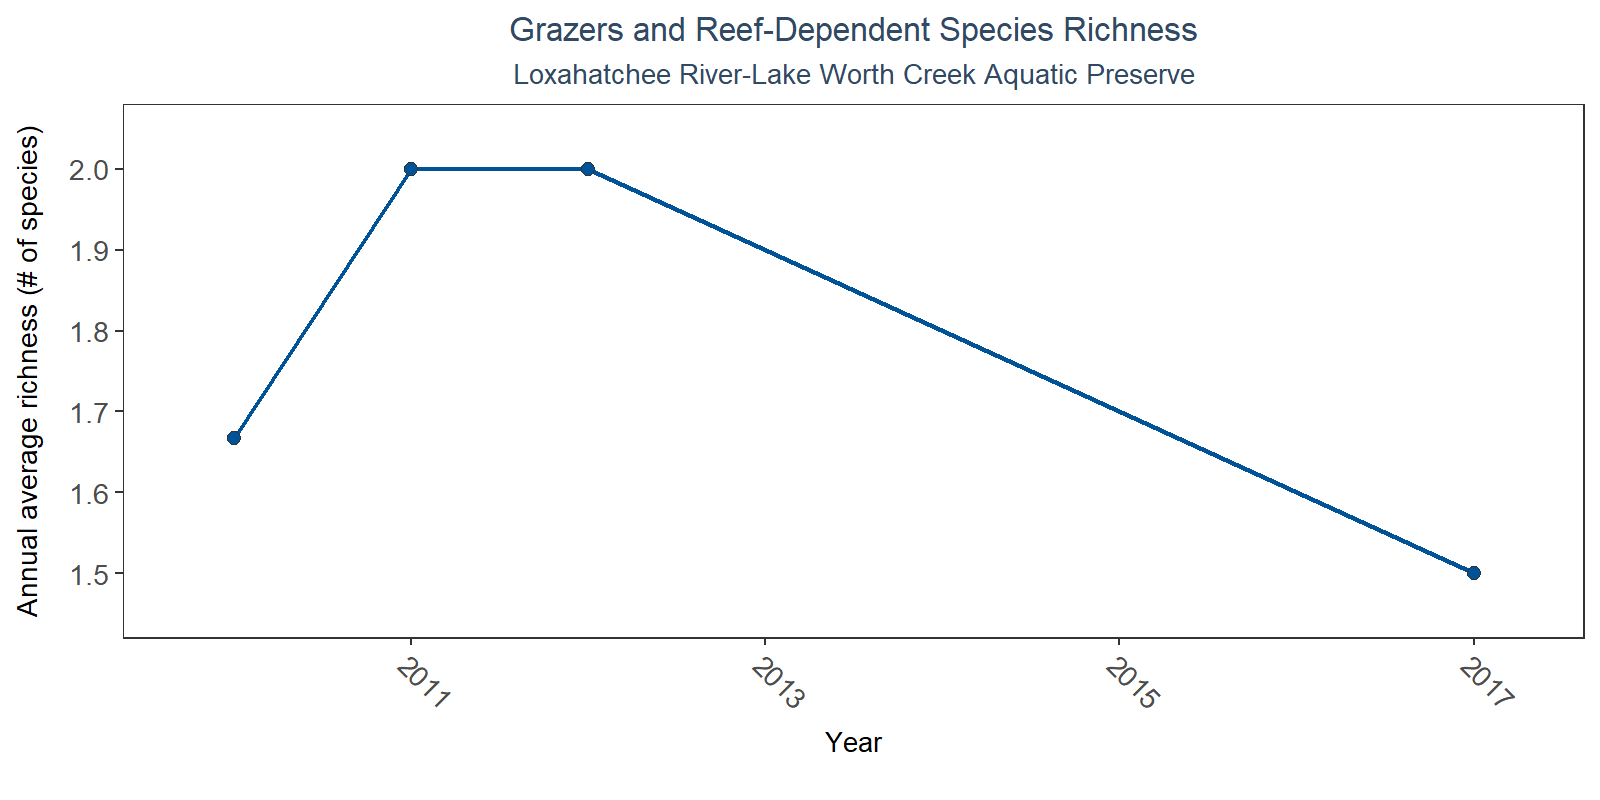 Grazers and Reef-Dependent Species Richness
Loxahatchee River-Lake Worth Creek Aquatic Preserve
Annual average richness (# of species)
2.0
1.9
1.8
1.7
1.6
1.5
2011
2013
2015
2017
Year